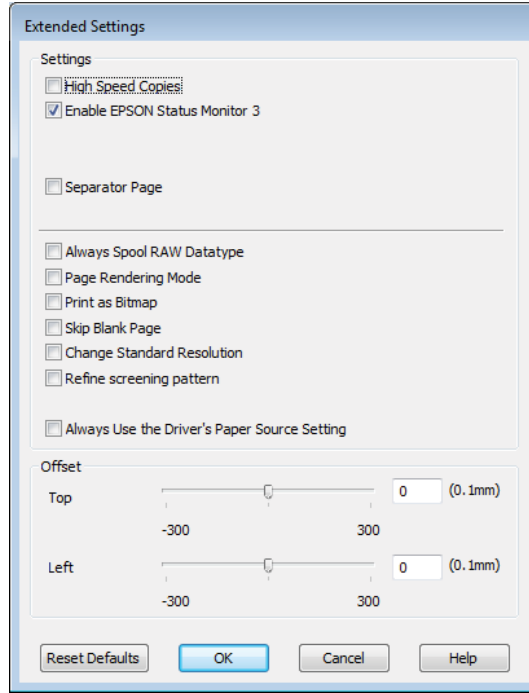 Extended Settings
Settings
High Speed Copies
Enable EPSON Status Monitor 3
Separator Page
Always Spool RAW Datatype
Page Rendering Mode
Print as Bitmap
Skip Blank Page
Change Standard Resolution
Refine screening pattern
Always Use the Driver's Paper Source Setting
Offset
Top 0 (0.1mm)
-300 300
Left 0 (0.1mm)
-300 300
Reset Defaults OK Cancel Help